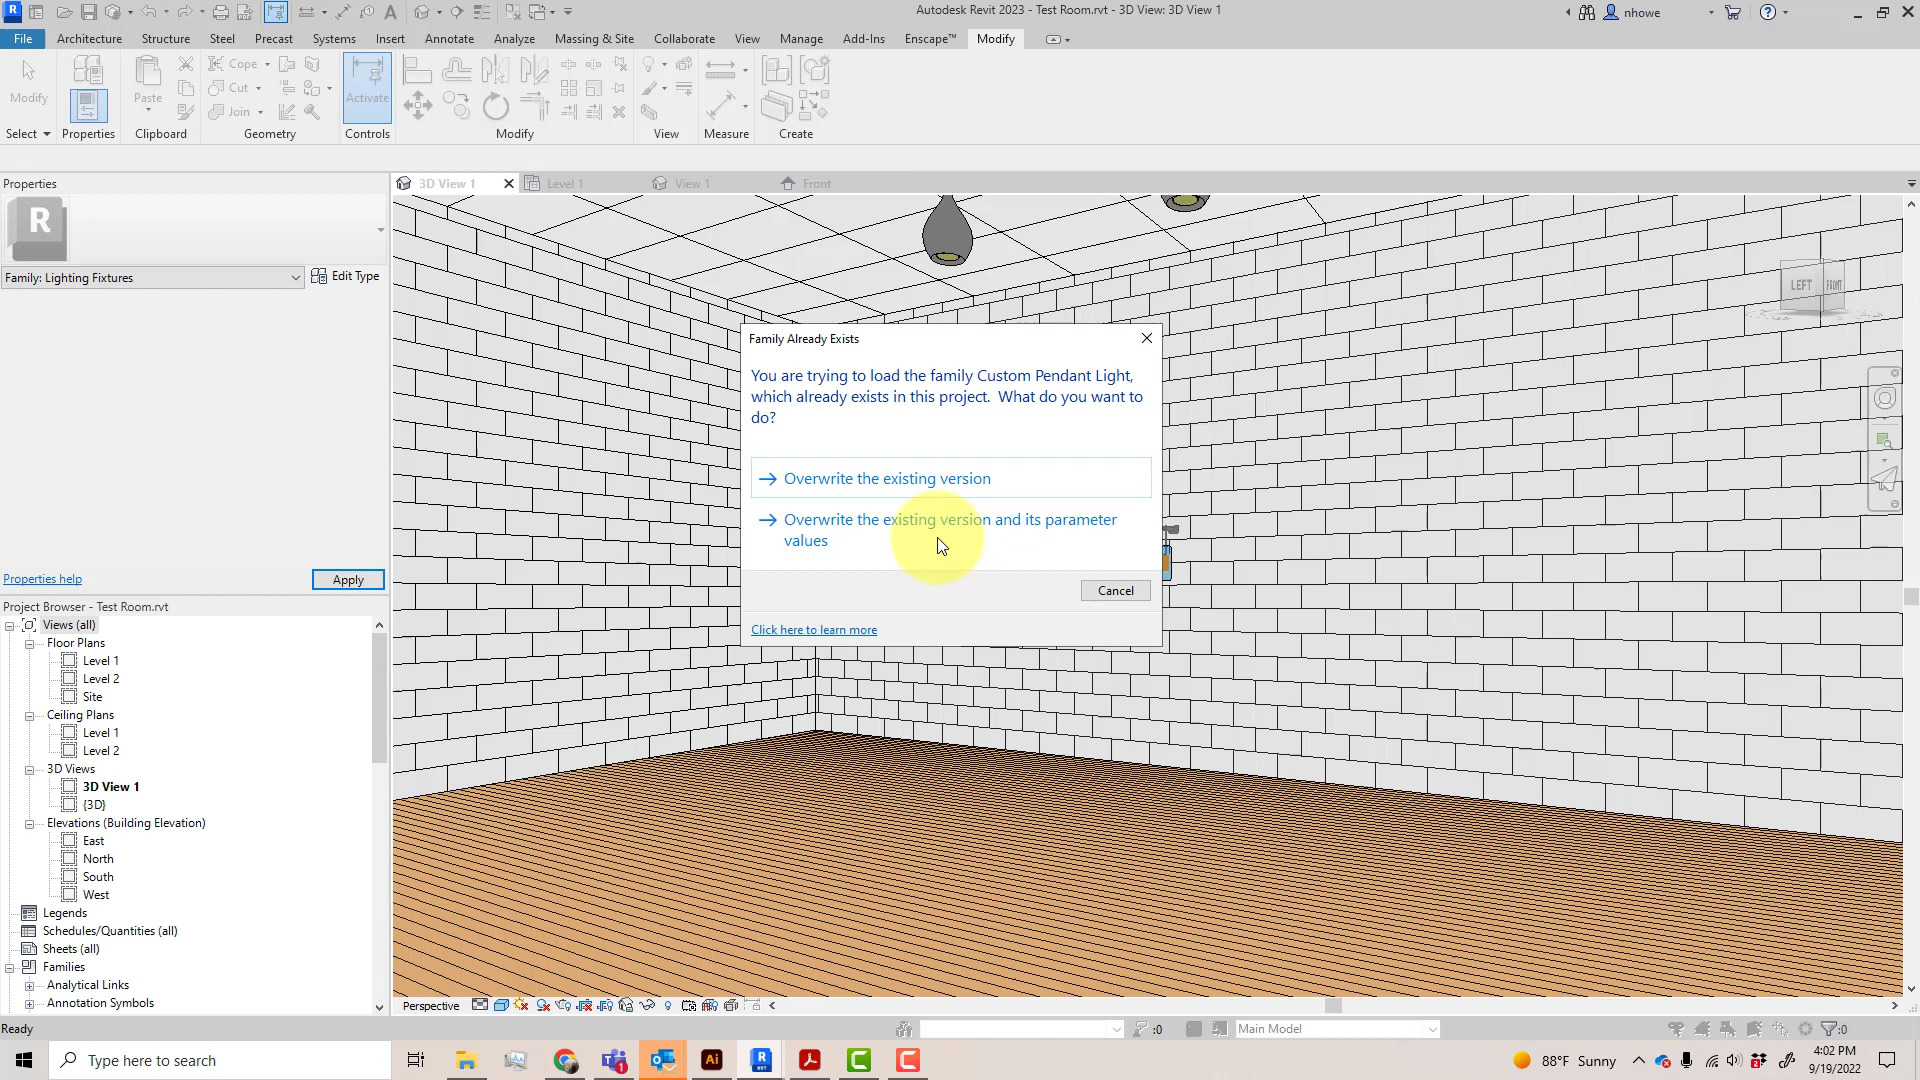 Autodesk Revit 2023 - Test Room.rvt - 3D View: 3D View 1
nhowe
File Architecture Structure Steel Precast Systems Insert Annotate Analyze Massing & Site Collaborate View Manage Add-Ins Enscape™ Modify
Modify
Paste
Cope
Cut
Join
Activate
Select Properties Clipboard Geometry Controls Modify View Measure Create
Properties
3D View 1
Level 1
View 1
Front
R
Family: Lighting Fixtures
Edit Type
LEFT FRONT
Family Already Exists
You are trying to load the family Custom Pendant Light,
which already exists in this project. What do you want to
do?
Overwrite the existing version
Overwrite the existing version and its parameter
values
Cancel
Click here to learn more
Properties help
Apply
Project Browser - Test Room.rvt
Views (all)
Floor Plans
Level 1
Level 2
Site
Ceiling Plans
Level 1
Level 2
3D Views
3D View 1
{3D}
Elevations (Building Elevation)
East
North
South
West
Legends
Schedules/Quantities (all)
Sheets (all)
Families
Analytical Links
Annotation Symbols
Perspective
Ready
:0
Main Model
:0
Type here to search
Ai
R
RVT
88°F Sunny
4:02 PM
9/19/2022